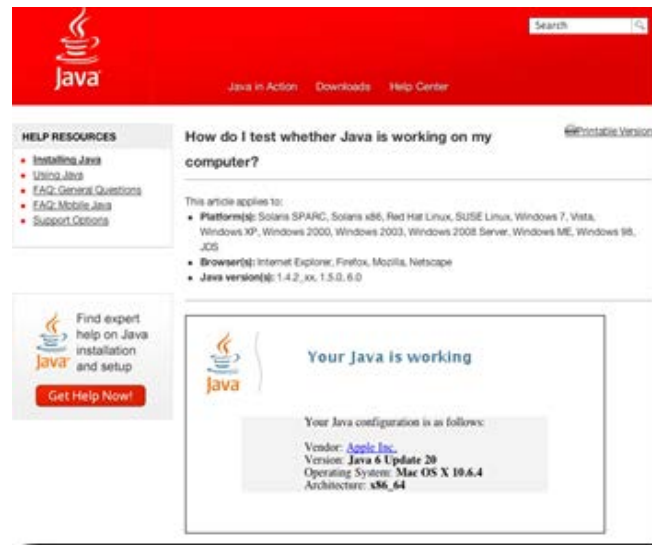 Java
Search
Java in Action Downloads Help Center
HELP RESOURCES
Installing Java
Using Java
FAQ: General Questions
FAQ: Mobile Java
Support Options
How do I test whether Java is working on my
computer?
Printable Version
This article applies to:
Platform(s): Solaris SPARC, Solaris x86, Red Hat Linux, SUSE Linux, Windows 7, Vista,
Windows XP, Windows 2000, Windows 2003, Windows 2008 Server, Windows ME, Windows 98,
JDS
Browser(s): Internet Explorer, Firefox, Mozilla, Netscape
Java version(s): 1.4.2_xx, 1.5.0, 6.0
Find expert
help on Java
installation
and setup
Java
Get Help Now!
Java
Your Java is working
Your Java configuration is as follows:
Vendor: Apple Inc.
Version: Java 6 Update 20
Operating System: Mac OS X 10.6.4
Architecture: x86_64